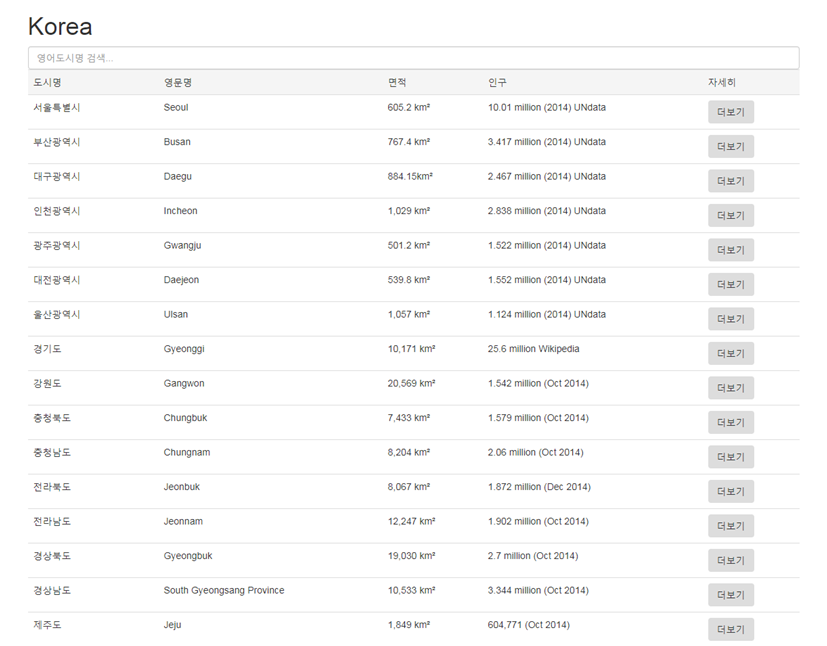 Korea
영어도시명 검색...
도시명 영문명 면적 인구 자세히
서울특별시 Seoul 605.2 km² 10.01 million (2014) UNdata 더보기
부산광역시 Busan 767.4 km² 3.417 million (2014) UNdata 더보기
대구광역시 Daegu 884.15km² 2.467 million (2014) UNdata 더보기
인천광역시 Incheon 1,029 km² 2.838 million (2014) UNdata 더보기
광주광역시 Gwangju 501.2 km² 1.522 million (2014) UNdata 더보기
대전광역시 Daejeon 539.8 km² 1.552 million (2014) UNdata 더보기
울산광역시 Ulsan 1,057 km² 1.124 million (2014) UNdata 더보기
경기도 Gyeonggi 10,171 km² 25.6 million Wikipedia 더보기
강원도 Gangwon 20,569 km² 1.542 million (Oct 2014) 더보기
충청북도 Chungbuk 7,433 km² 1.579 million (Oct 2014) 더보기
충청남도 Chungnam 8,204 km² 2.06 million (Oct 2014) 더보기
전라북도 Jeonbuk 8,067 km² 1.872 million (Dec 2014) 더보기
전라남도 Jeonnam 12,247 km² 1.902 million (Oct 2014) 더보기
경상북도 Gyeongbuk 19,030 km² 2.7 million (Oct 2014) 더보기
경상남도 South Gyeongsang Province 10,533 km² 3.344 million (Oct 2014) 더보기
제주도 Jeju 1,849 km² 604,771 (Oct 2014) 더보기